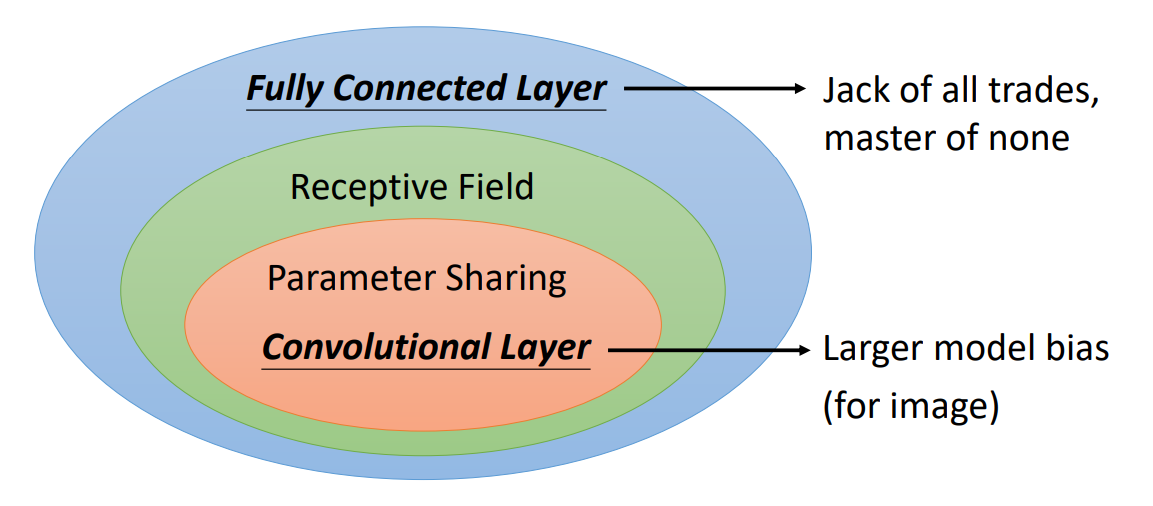 Fully Connected Layer
Jack of all trades,
master of none
Receptive Field
Parameter Sharing
Convolutional Layer
Larger model bias
(for image)